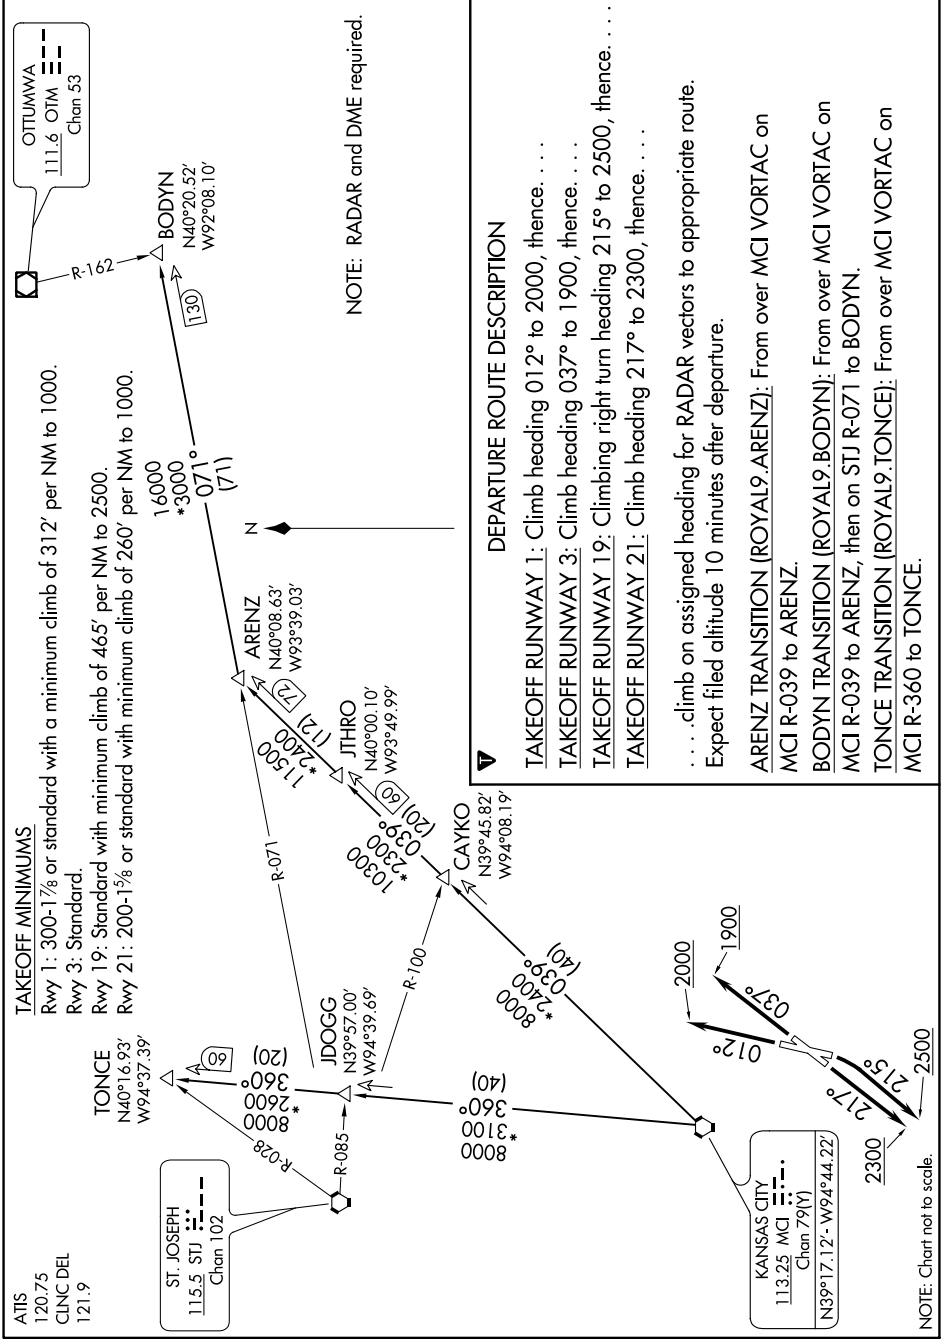 ATIS
120.75
CLNC DEL
121.9
TAKEOFF MINIMUMS
Rwy 1: 300-1⅞ or standard with a minimum climb of 312' per NM to 1000.
Rwy 3: Standard.
Rwy 19: Standard with minimum climb of 465' per NM to 2500.
Rwy 21: 200-1⅝ or standard with minimum climb of 260' per NM to 1000.
OTTUMWA
111.6 OTM
Chan 53
R-162
BODYN
N40°20.52'
W92°08.10'
130
NOTE: RADAR and DME required.
16000
*3000
071°
(71)
N
ARENZ
N40°08.63'
W93°39.03'
72
11500
*2400
(12)
JTHRO
N40°00.10'
W93°49.99'
60
10300
*2300
039°
(20)
CAYKO
N39°45.82'
W94°08.19'
8000
*2400
039°
(40)
R-071
R-100
TONCE
N40°16.93'
W94°37.39'
60
8000
*2600
360°
(20)
JDOGG
N39°57.00'
W94°39.69'
R-028
R-085
ST. JOSEPH
115.5 STJ
Chan 102
8000
*3100
360°
(40)
KANSAS CITY
113.25 MCI
Chan 79(Y)
N39°17.12'- W94°44.22'
2000
1900
012°
037°
217°
215°
2300
2500
NOTE: Chart not to scale.
T
DEPARTURE ROUTE DESCRIPTION
TAKEOFF RUNWAY 1: Climb heading 012° to 2000, thence. . . .
TAKEOFF RUNWAY 3: Climb heading 037° to 1900, thence. . . .
TAKEOFF RUNWAY 19: Climbing right turn heading 215° to 2500, thence. . . .
TAKEOFF RUNWAY 21: Climb heading 217° to 2300, thence. . . .
. . . .climb on assigned heading for RADAR vectors to appropriate route.
Expect filed altitude 10 minutes after departure.
ARENZ TRANSITION (ROYAL9.ARENZ): From over MCI VORTAC on
MCI R-039 to ARENZ.
BODYN TRANSITION (ROYAL9.BODYN): From over MCI VORTAC on
MCI R-039 to ARENZ, then on STJ R-071 to BODYN.
TONCE TRANSITION (ROYAL9.TONCE): From over MCI VORTAC on
MCI R-360 to TONCE.